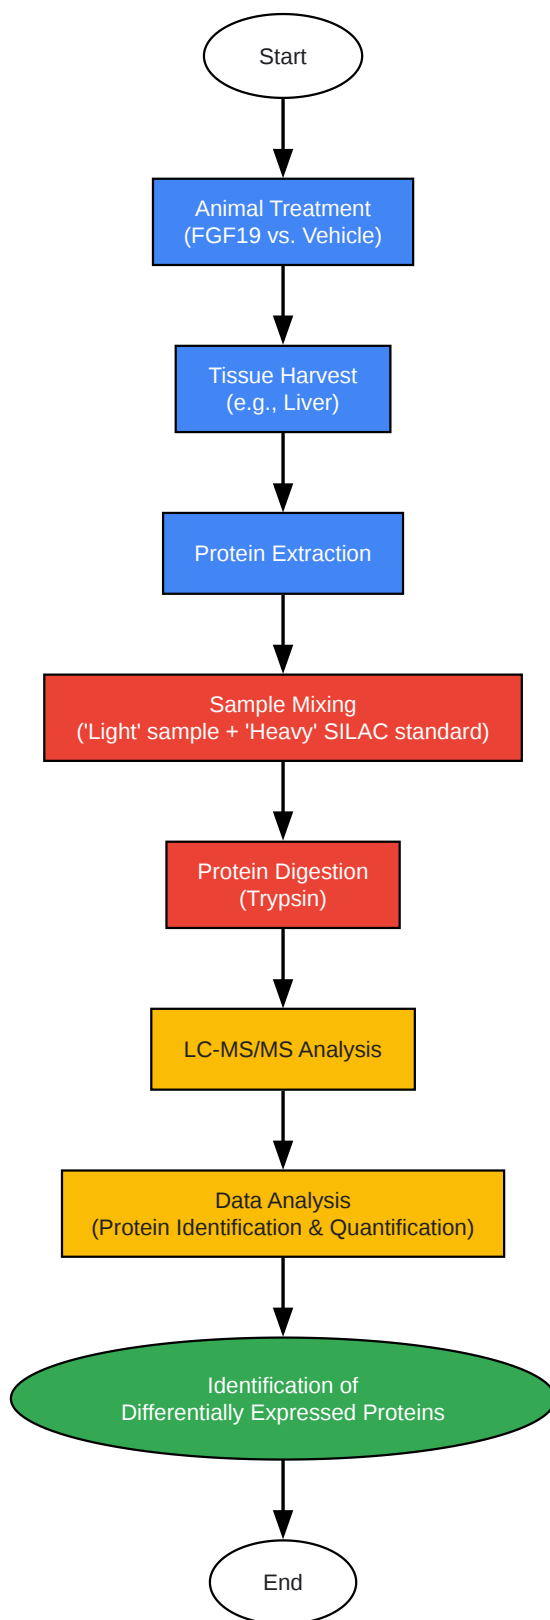 Start
Animal Treatment
(FGF19 vs. Vehicle)
Tissue Harvest
(e.g., Liver)
Protein Extraction
Sample Mixing
('Light' sample + 'Heavy' SILAC standard)
Protein Digestion
(Trypsin)
LC-MS/MS Analysis
Data Analysis
(Protein Identification & Quantification)
Identification of
Differentially Expressed Proteins
End